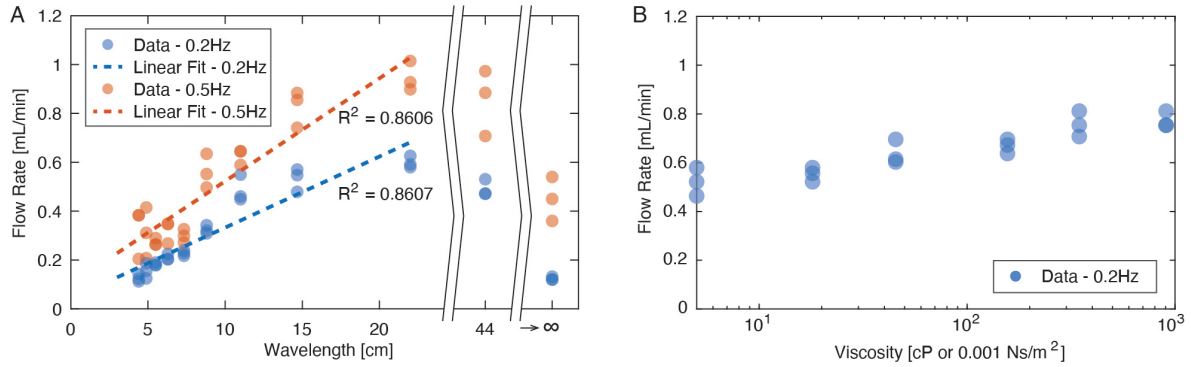 A
1.2
1
0.8
0.6
0.4
0.2
0
Flow Rate [mL/min]
Data - 0.2Hz
Linear Fit - 0.2Hz
Data - 0.5Hz
Linear Fit - 0.5Hz
R² = 0.8606
R² = 0.8607
0 5 10 15 20 44 → ∞
Wavelength [cm]
B
1.2
1
0.8
0.6
0.4
0.2
0
Flow Rate [mL/min]
Data - 0.2Hz
10¹ 10² 10³
Viscosity [cP or 0.001 Ns/m²]